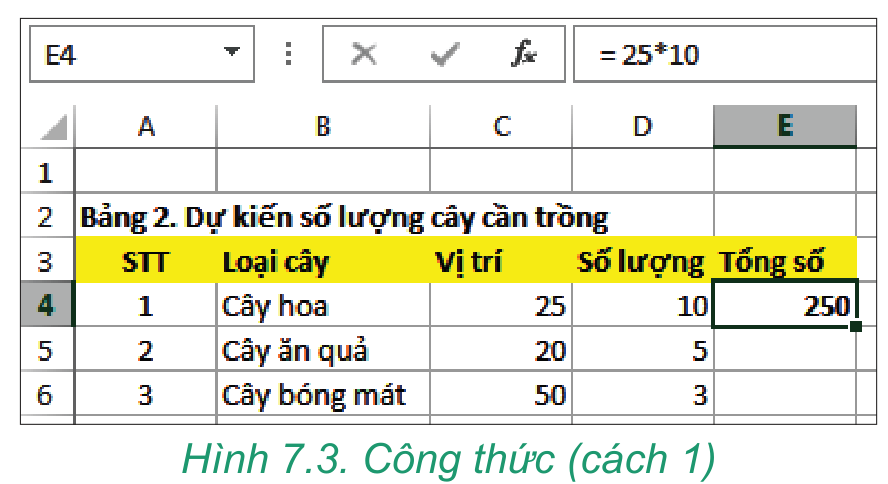 E4 fx = 25*10
A B C D E
1
2 Bảng 2. Dự kiến số lượng cây cần trồng
3 STT Loại cây Vị trí Số lượng Tổng số
4 1 Cây hoa 25 10 250
5 2 Cây ăn quả 20 5
6 3 Cây bóng mát 50 3
Hình 7.3. Công thức (cách 1)